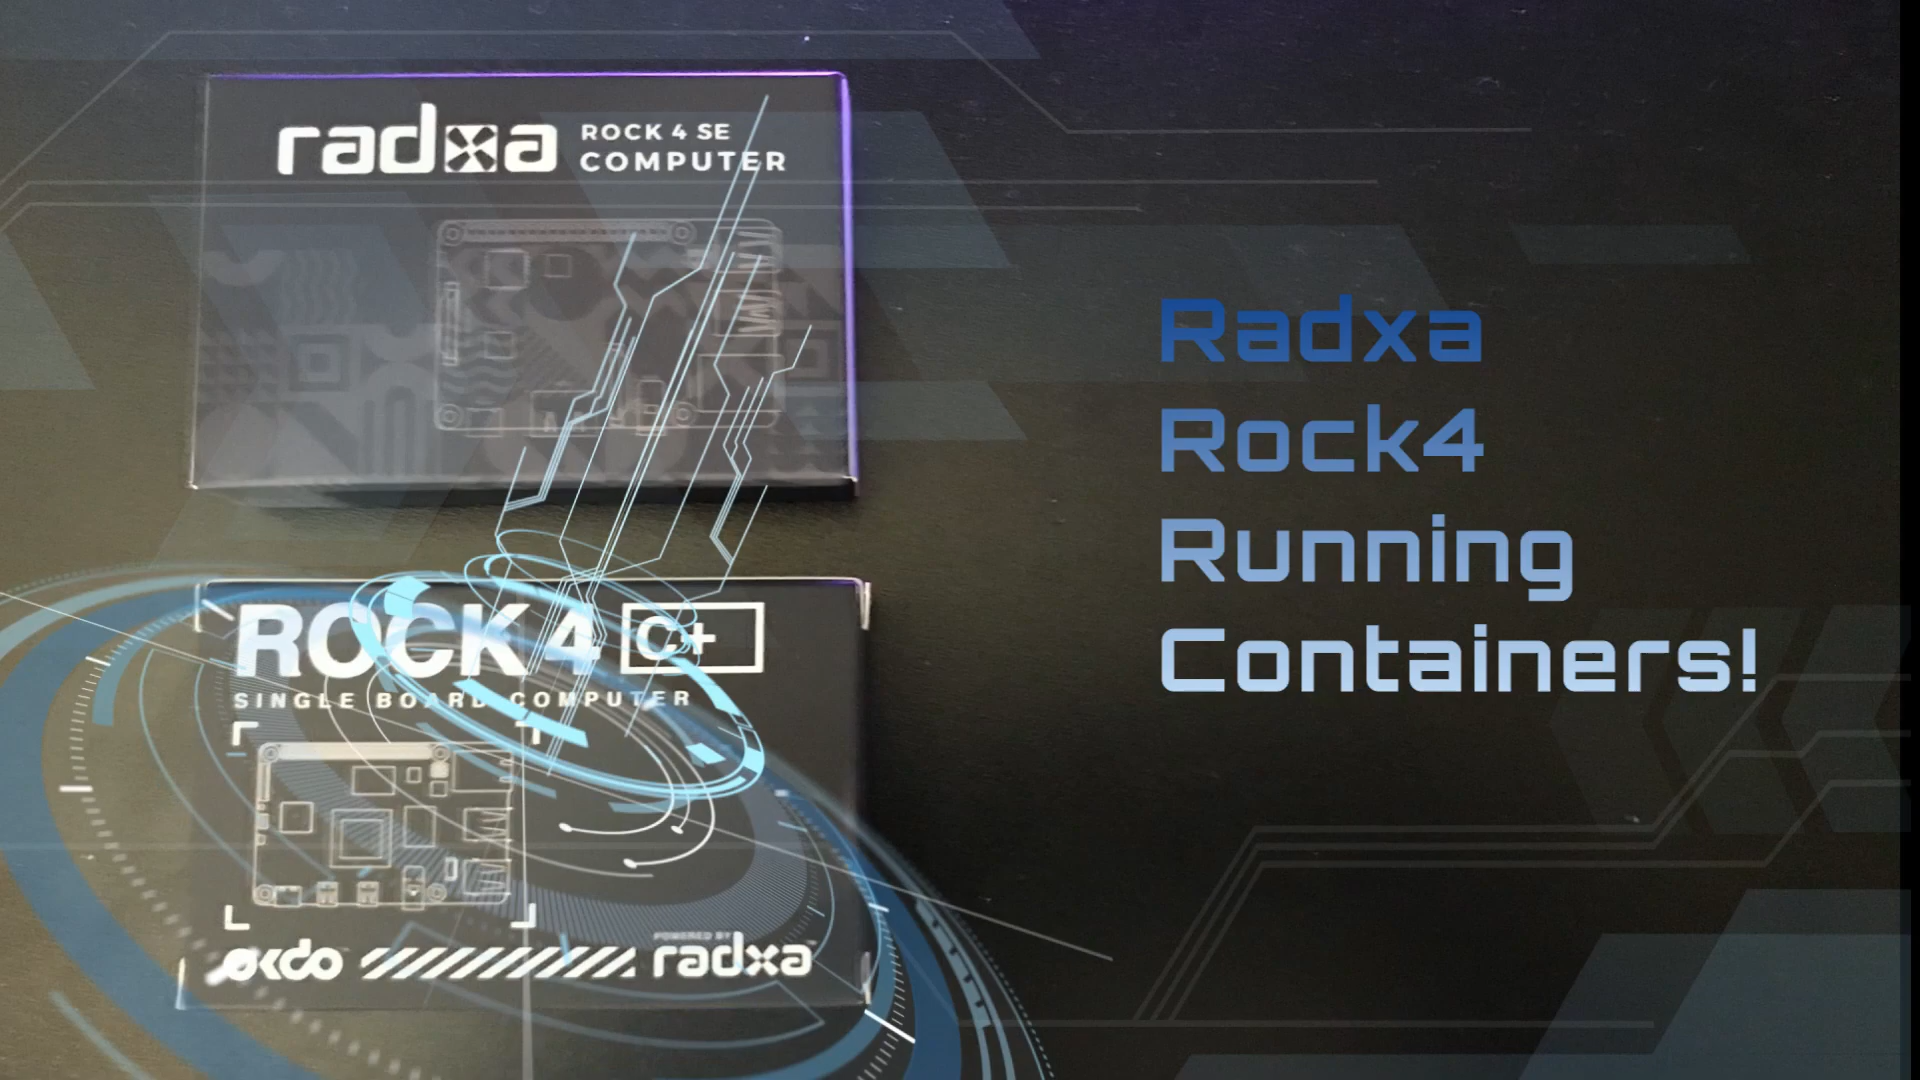 radxa ROCK 4 SE
COMPUTER
Radxa
Rock4
Running
Containers!
ROCK 4 C+
SINGLE BOARD COMPUTER
okdo
POWERED BY
radxa